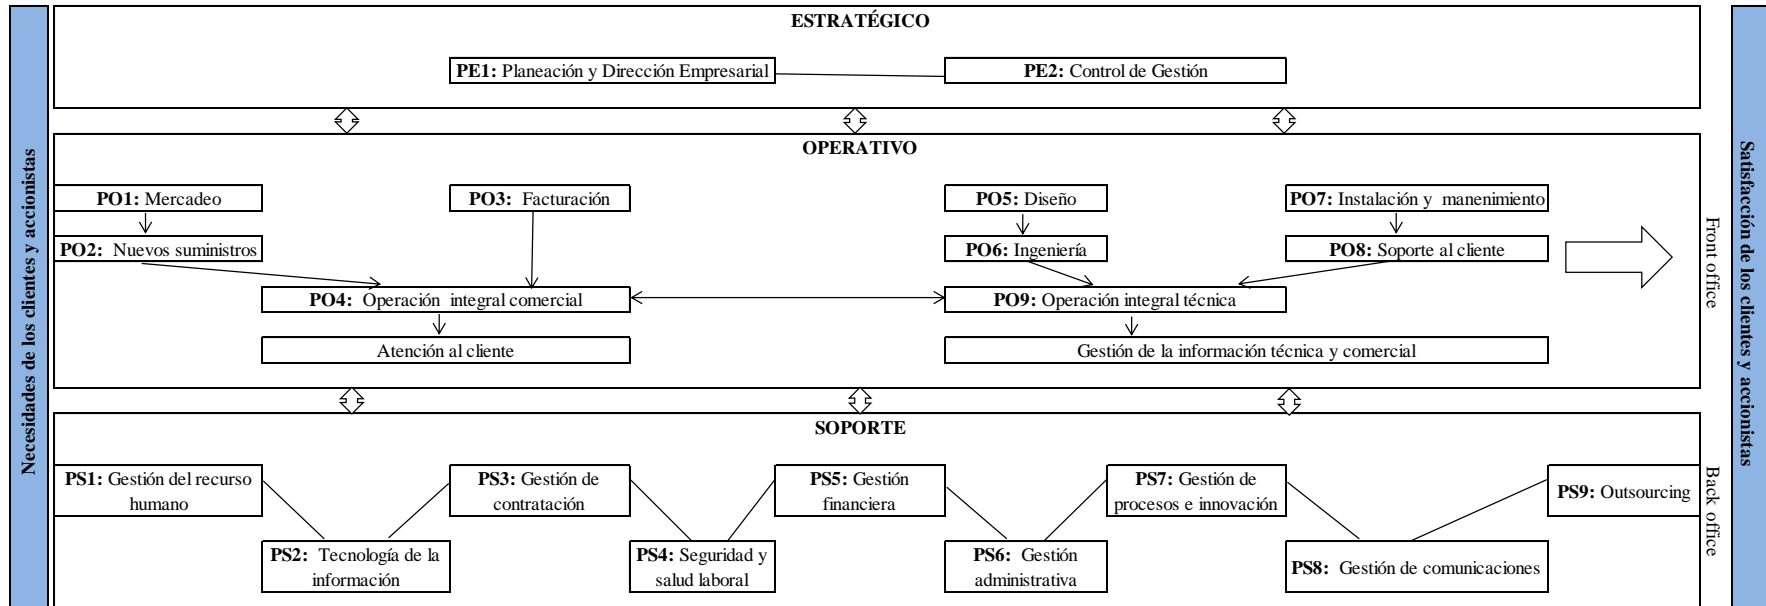 Necesidades de los clientes y accionistas
ESTRATÉGICO
PE1: Planeación y Dirección Empresarial
PE2: Control de Gestión
OPERATIVO
PO1: Mercadeo
PO3: Facturación
PO5: Diseño
PO7: Instalación y manenimiento
PO2: Nuevos suministros
PO6: Ingeniería
PO8: Soporte al cliente
PO4: Operación integral comercial
PO9: Operación integral técnica
Atención al cliente
Gestión de la información técnica y comercial
Front office
SOPORTE
PS1: Gestión del recurso
humano
PS3: Gestión de
contratación
PS5: Gestión
financiera
PS7: Gestión de
procesos e innovación
PS9: Outsourcing
PS2: Tecnología de la
información
PS4: Seguridad y
salud laboral
PS6: Gestión
administrativa
PS8: Gestión de comunicaciones
Back office
Satisfacción de los clientes y accionistas